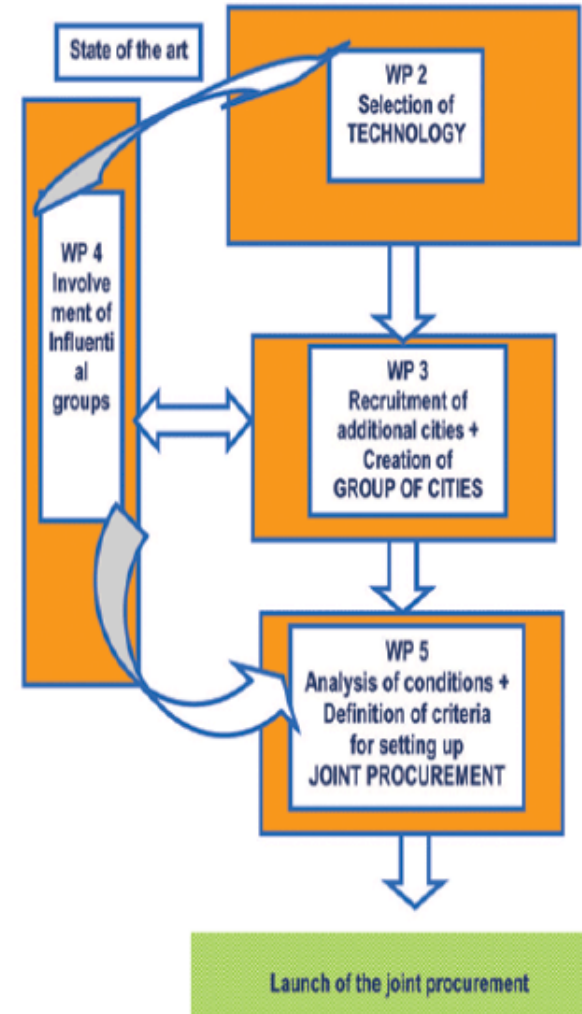 State of the art
WP 2
Selection of
TECHNOLOGY
WP 4
Involve
ment of
Influenti
al
groups
WP 3
Recruitment of
additional cities +
Creation of
GROUP OF CITIES
WP 5
Analysis of conditions +
Definition of criteria
for setting up
JOINT PROCUREMENT
Launch of the joint procurement